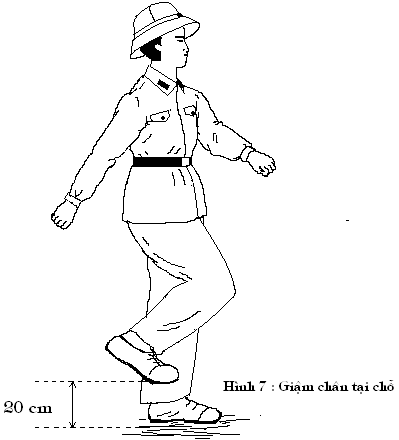 Hình 7 : Giậm chân tại chỗ
20 cm